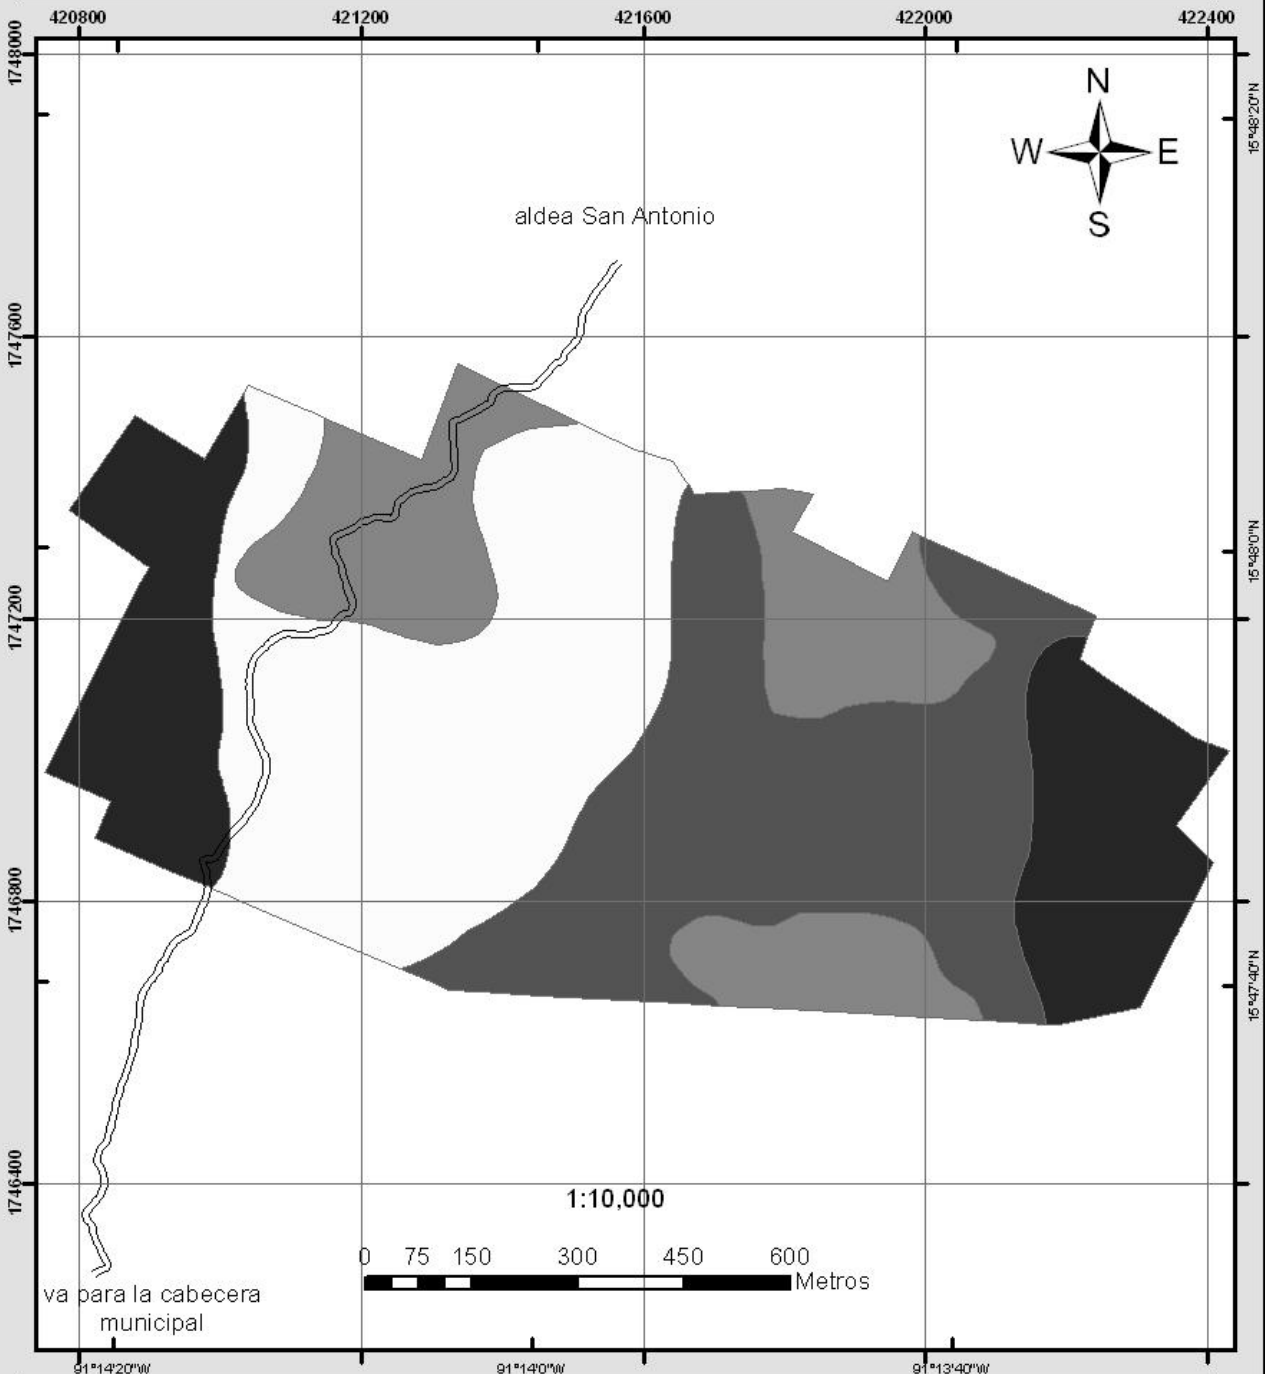 420800 421200 421600 422000 422400
1748000
15°48'20"N
N
W E
S
aldea San Antonio
1747600
15°48'0"N
1747200
1746800
15°47'40"N
1746400
1:10,000
0 75 150 300 450 600
Metros
va para la cabecera
municipal
91°14'20"W 91°14'0"W 91°13'40"W